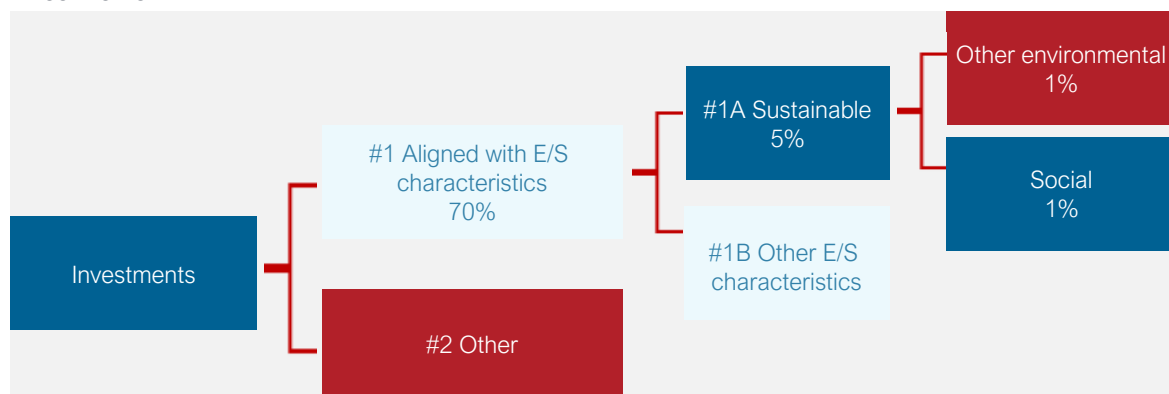 Investments
#1 Aligned with E/S
characteristics
70%
#2 Other
#1A Sustainable
5%
#1B Other E/S
characteristics
Other environmental
1%
Social
1%